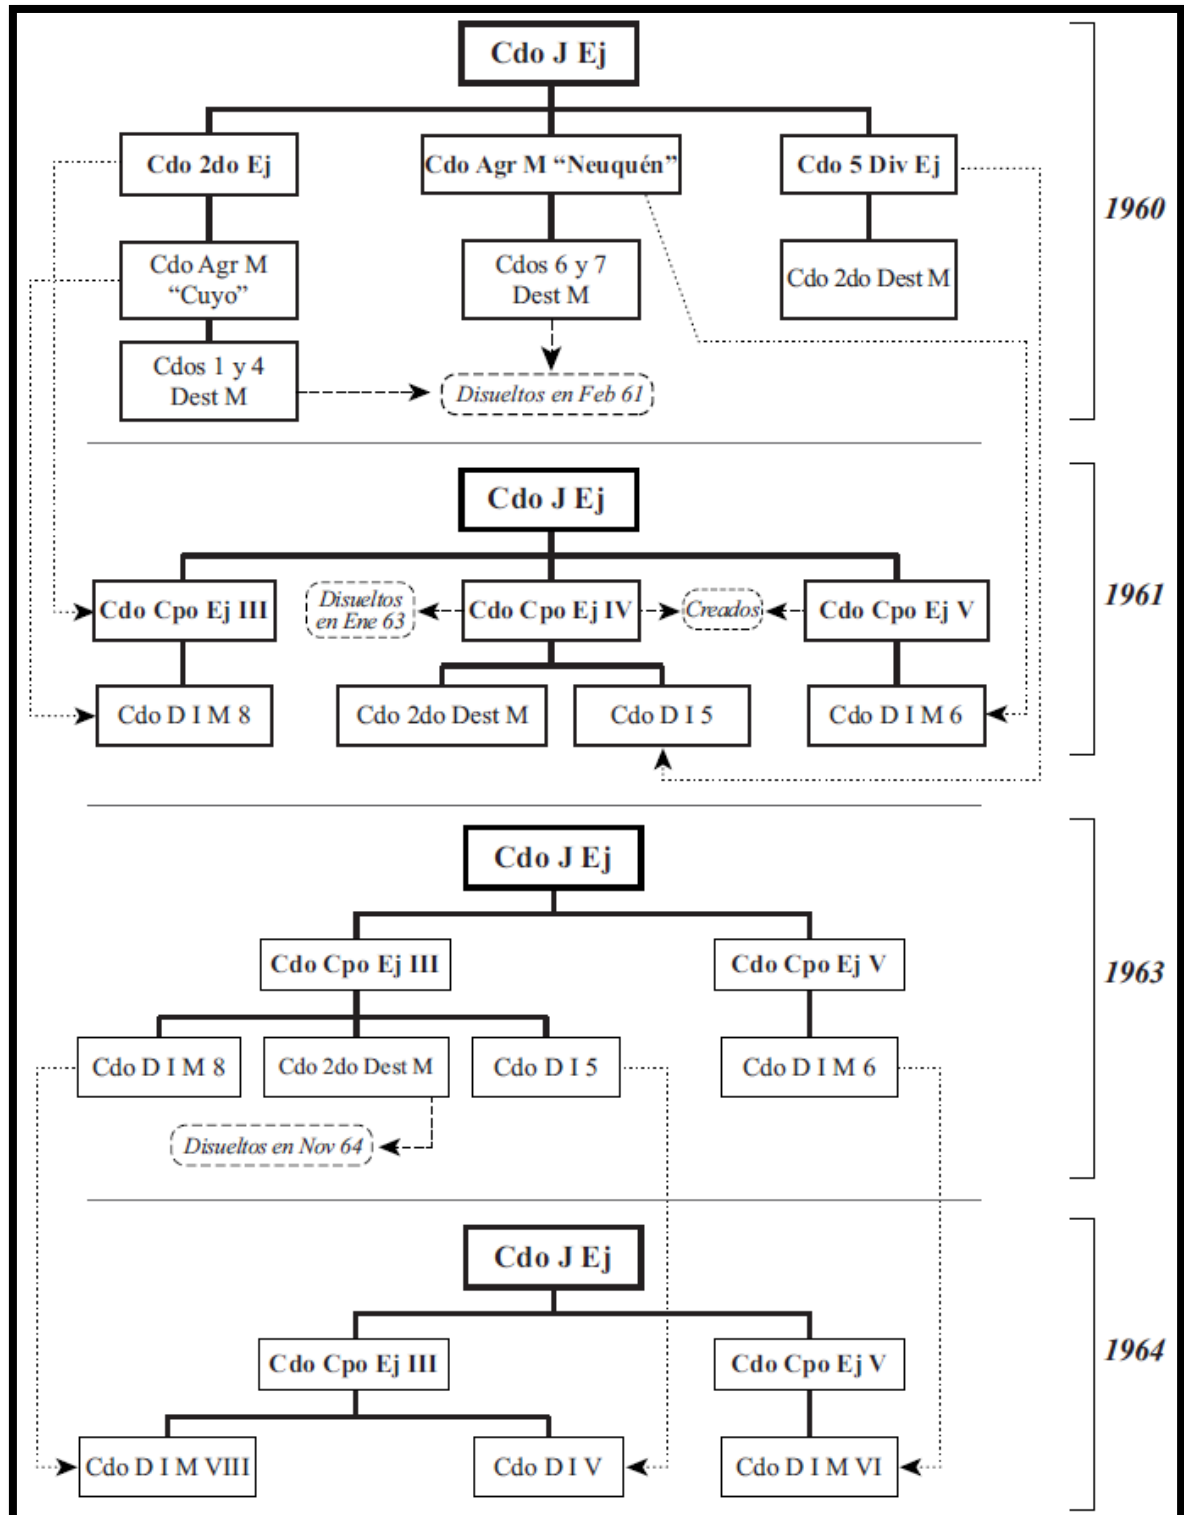 Cdo J Ej
Cdo 2do Ej
Cdo Agr M “Neuquén”
Cdo 5 Div Ej
1960
Cdo Agr M
“Cuyo”
Cdos 6 y 7
Dest M
Cdo 2do Dest M
Cdos 1 y 4
Dest M
Disueltos en Feb 61
Cdo J Ej
1961
Cdo Cpo Ej III
Disueltos
en Ene 63
Cdo Cpo Ej IV
Creados
Cdo Cpo Ej V
Cdo D I M 8
Cdo 2do Dest M
Cdo D I 5
Cdo D I M 6
Cdo J Ej
Cdo Cpo Ej III
Cdo Cpo Ej V
1963
Cdo D I M 8
Cdo 2do Dest M
Cdo D I 5
Cdo D I M 6
Disueltos en Nov 64
Cdo J Ej
Cdo Cpo Ej III
Cdo Cpo Ej V
1964
Cdo D I M VIII
Cdo D I V
Cdo D I M VI